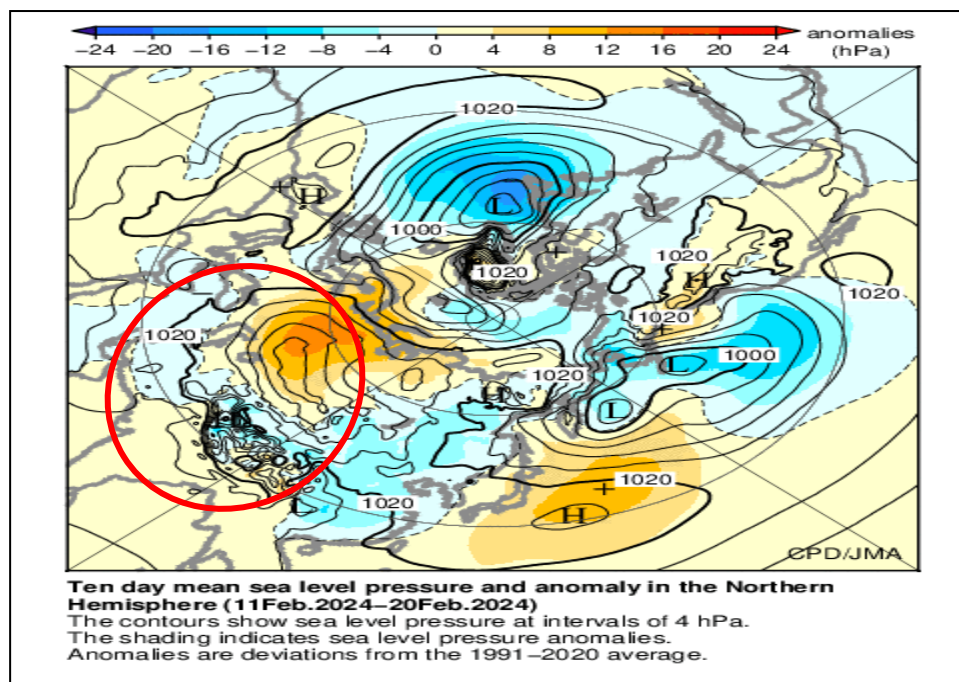 −24 −20 −16 −12 −8 −4 0 4 8 12 16 20 24 anomalies
(hPa)
1020
L
H
1000
1020
1020
H
1020
1020
1020
1000
L
1020
H
L
1020
L
1020
H
CPD/JMA
Ten day mean sea level pressure and anomaly in the Northern
Hemisphere (11Feb.2024−20Feb.2024)
The contours show sea level pressure at intervals of 4 hPa.
The shading indicates sea level pressure anomalies.
Anomalies are deviations from the 1991−2020 average.